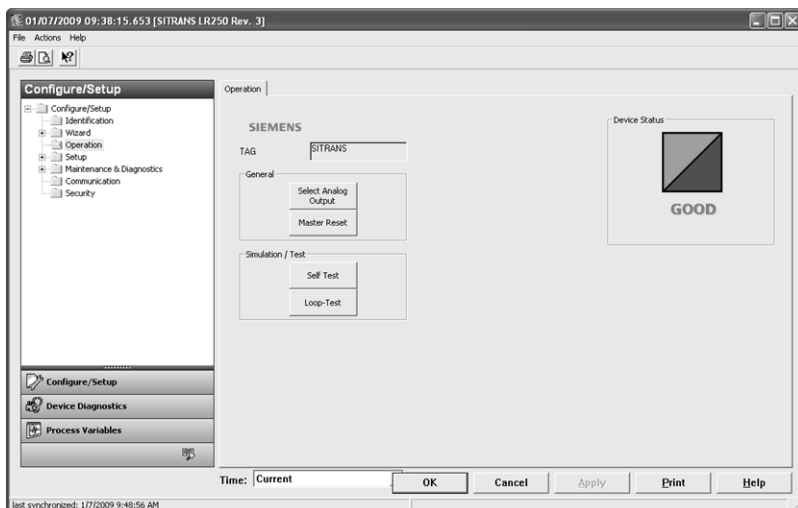 01/07/2009 09:38:15.653 [SITRANS LR250 Rev. 3]
File Actions Help
Configure/Setup
Configure/Setup
Identification
Wizard
Operation
Setup
Maintenance & Diagnostics
Communication
Security
Configure/Setup
Device Diagnostics
Process Variables
Operation
SIEMENS
TAG SITRANS
General
Select Analog
Output
Master Reset
Simulation / Test
Self Test
Loop-Test
Device Status
GOOD
Time: Current
OK Cancel Apply Print Help
last synchronized: 1/7/2009 9:48:56 AM